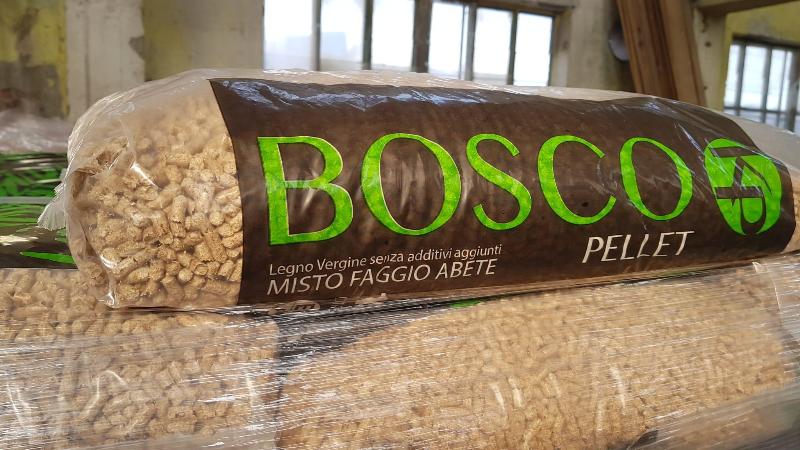 BOSCO
PELLET
Legno Vergine senza additivi aggiunti
MISTO FAGGIO ABETE